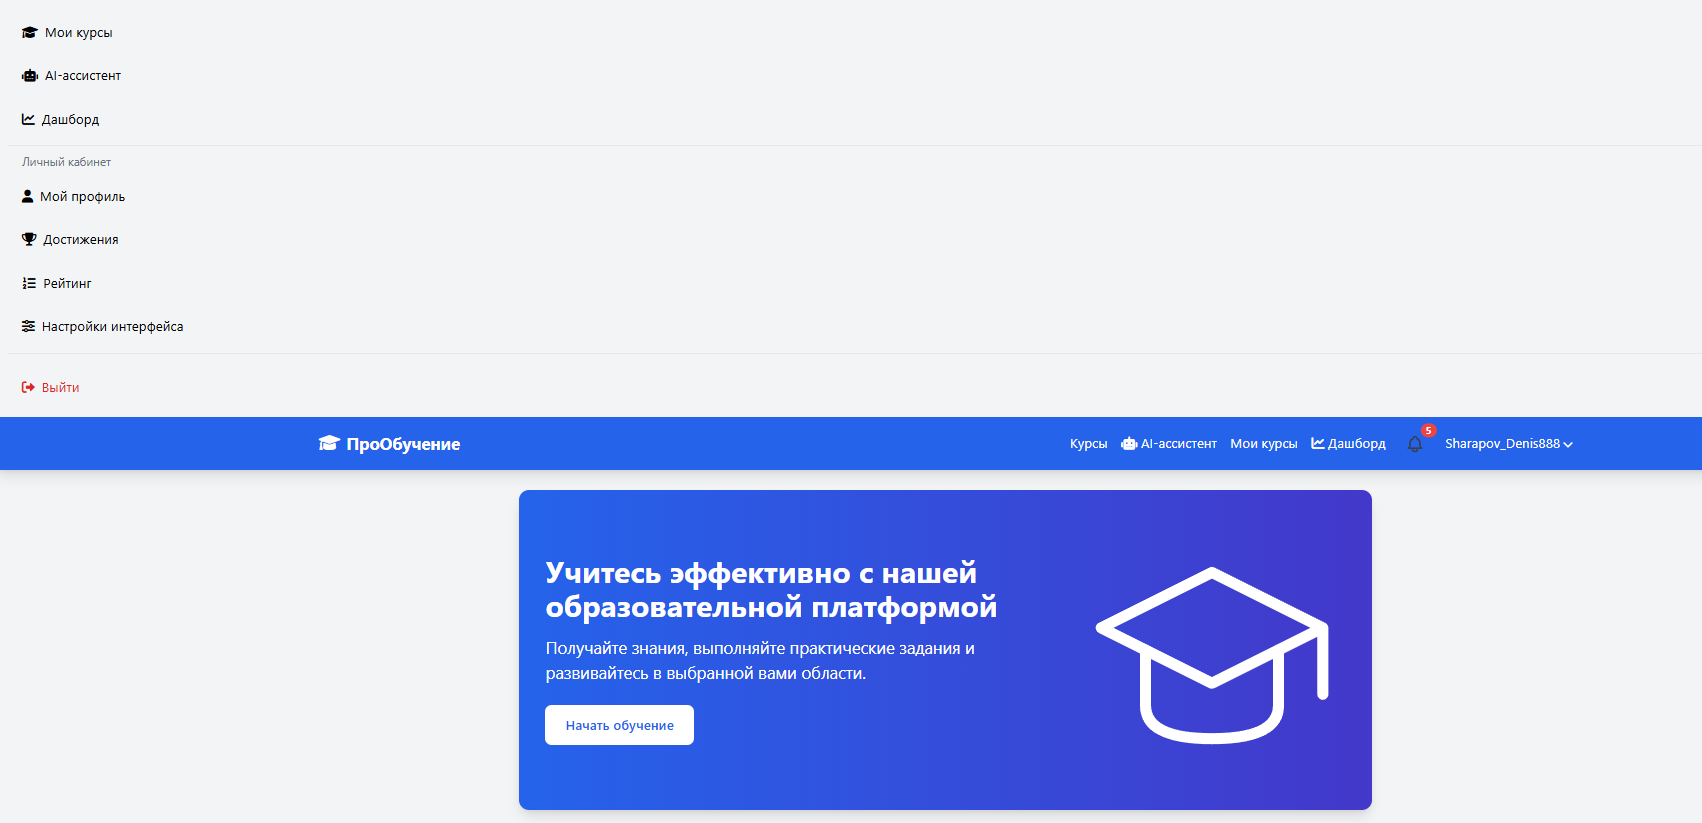 Мои курсы
AI-ассистент
Дашборд
Личный кабинет
Мой профиль
Достижения
Рейтинг
Настройки интерфейса
Выйти
ПроОбучение
Курсы
AI-ассистент
Мои курсы
Дашборд
5
Sharapov_Denis888
Учитесь эффективно с нашей
образовательной платформой
Получайте знания, выполняйте практические задания и
развивайтесь в выбранной вами области.
Начать обучение